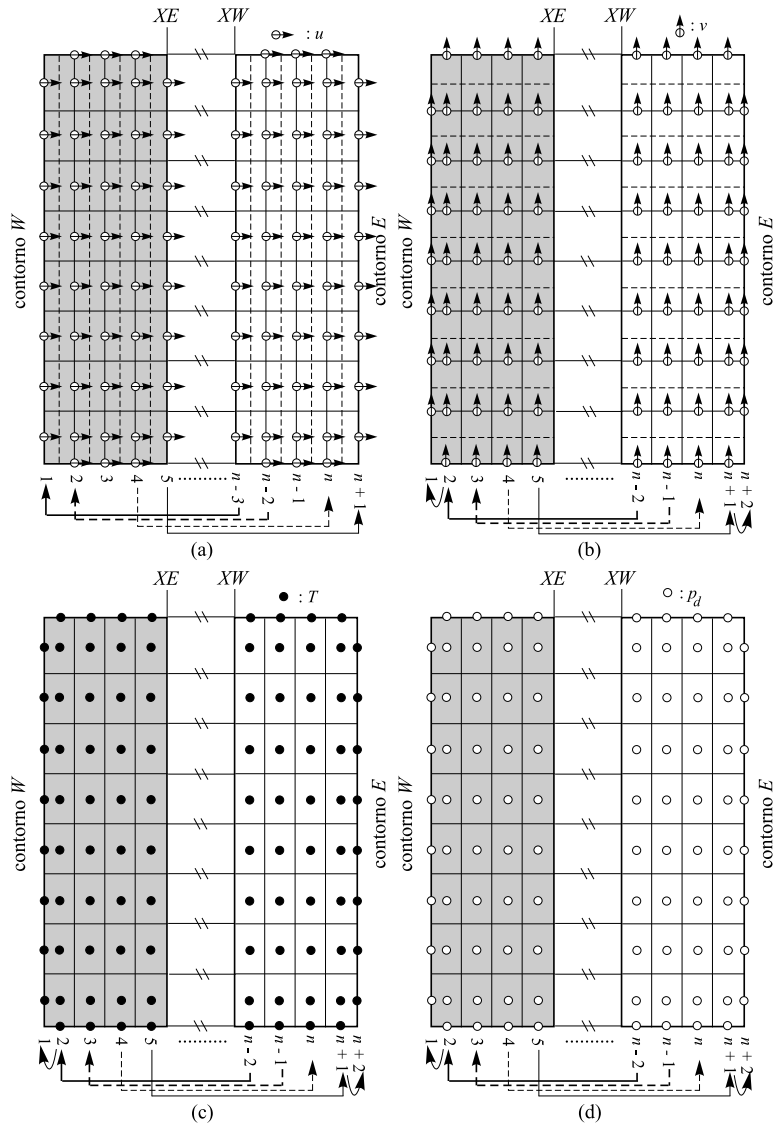 XE XW
: u
contorno W
contorno E
1 2 3 4 5 ......... n - 3 n - 2 n - 1 n n + 1
(a)
XE XW
: v
contorno W
contorno E
1 2 3 4 5 ......... n - 2 n - 1 n n + 1 n + 2
(b)
XE XW
: T
contorno W
contorno E
1 2 3 4 5 ......... n - 2 n - 1 n n + 1 n + 2
(c)
XE XW
: pd
contorno W
contorno E
1 2 3 4 5 ......... n - 2 n - 1 n n + 1 n + 2
(d)